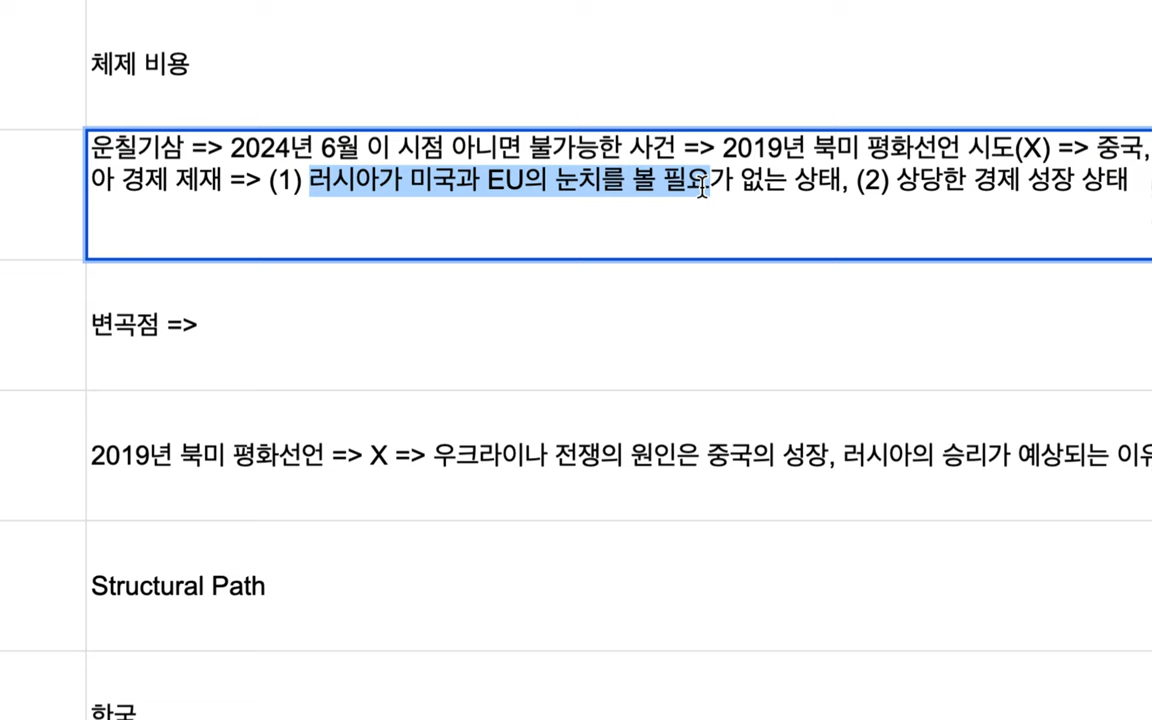 체제 비용
운칠기삼 => 2024년 6월 이 시점 아니면 불가능한 사건 => 2019년 북미 평화선언 시도(X) => 중국,
아 경제 제재 => (1) 러시아가 미국과 EU의 눈치를 볼 필요가 없는 상태, (2) 상당한 경제 성장 상태
변곡점 =>
2019년 북미 평화선언 => X => 우크라이나 전쟁의 원인은 중국의 성장, 러시아의 승리가 예상되는 이유
Structural Path
한국